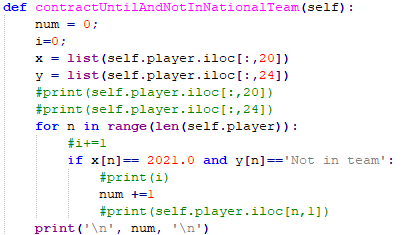 def contractUntilAndNotInNationalTeam(self):
    num = 0;
    i=0;
    x = list(self.player.iloc[:,20])
    y = list(self.player.iloc[:,24])
    #print(self.player.iloc[:,20])
    #print(self.player.iloc[:,24])
    for n in range(len(self.player)):
        #i+=1
        if x[n]== 2021.0 and y[n]=='Not in team':
            #print(i)
            num +=1
            #print(self.player.iloc[n,1])
    print('\n', num, '\n')